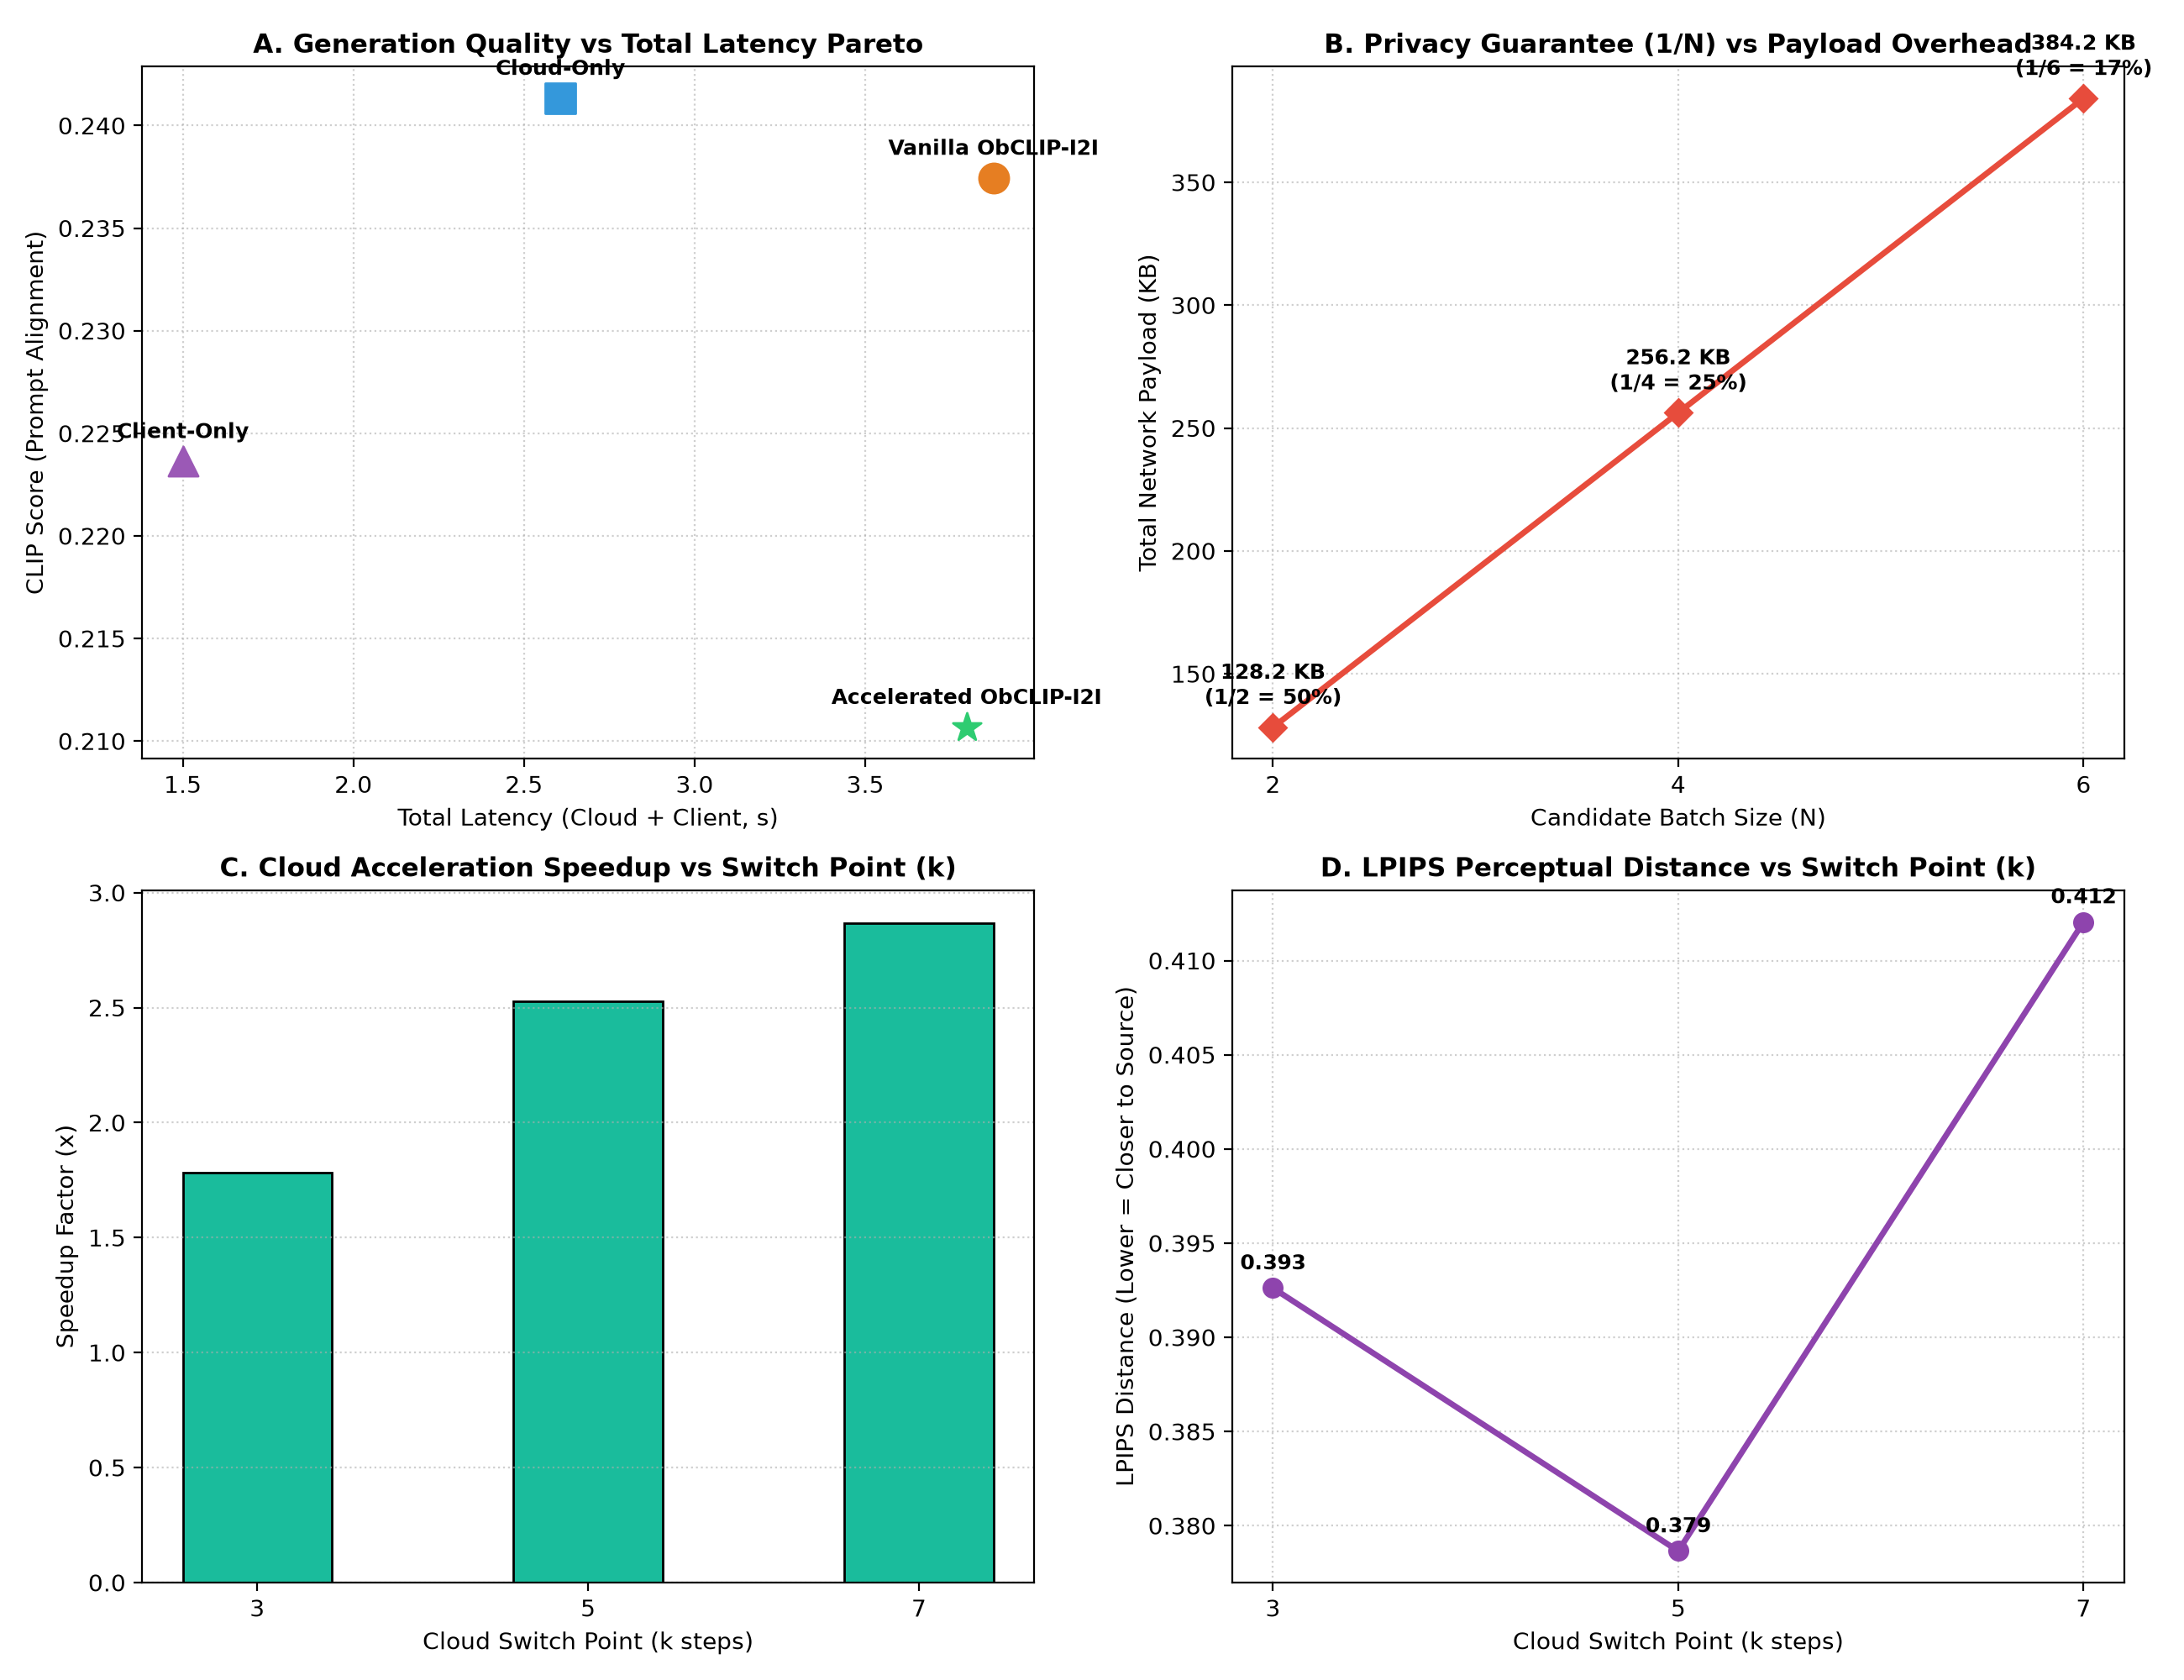 A. Generation Quality vs Total Latency Pareto
Cloud-Only
Vanilla ObCLIP-I2I
Client-Only
Accelerated ObCLIP-I2I
0.240
0.235
0.230
0.225
0.220
0.215
0.210
CLIP Score (Prompt Alignment)
1.5 2.0 2.5 3.0 3.5
Total Latency (Cloud + Client, s)
B. Privacy Guarantee (1/N) vs Payload Overhead
384.2 KB
(1/6 = 17%)
256.2 KB
(1/4 = 25%)
128.2 KB
(1/2 = 50%)
350
300
250
200
150
Total Network Payload (KB)
2 4 6
Candidate Batch Size (N)
C. Cloud Acceleration Speedup vs Switch Point (k)
3.0
2.5
2.0
1.5
1.0
0.5
0.0
Speedup Factor (x)
3 5 7
Cloud Switch Point (k steps)
D. LPIPS Perceptual Distance vs Switch Point (k)
0.412
0.393
0.379
0.410
0.405
0.400
0.395
0.390
0.385
0.380
LPIPS Distance (Lower = Closer to Source)
3 5 7
Cloud Switch Point (k steps)